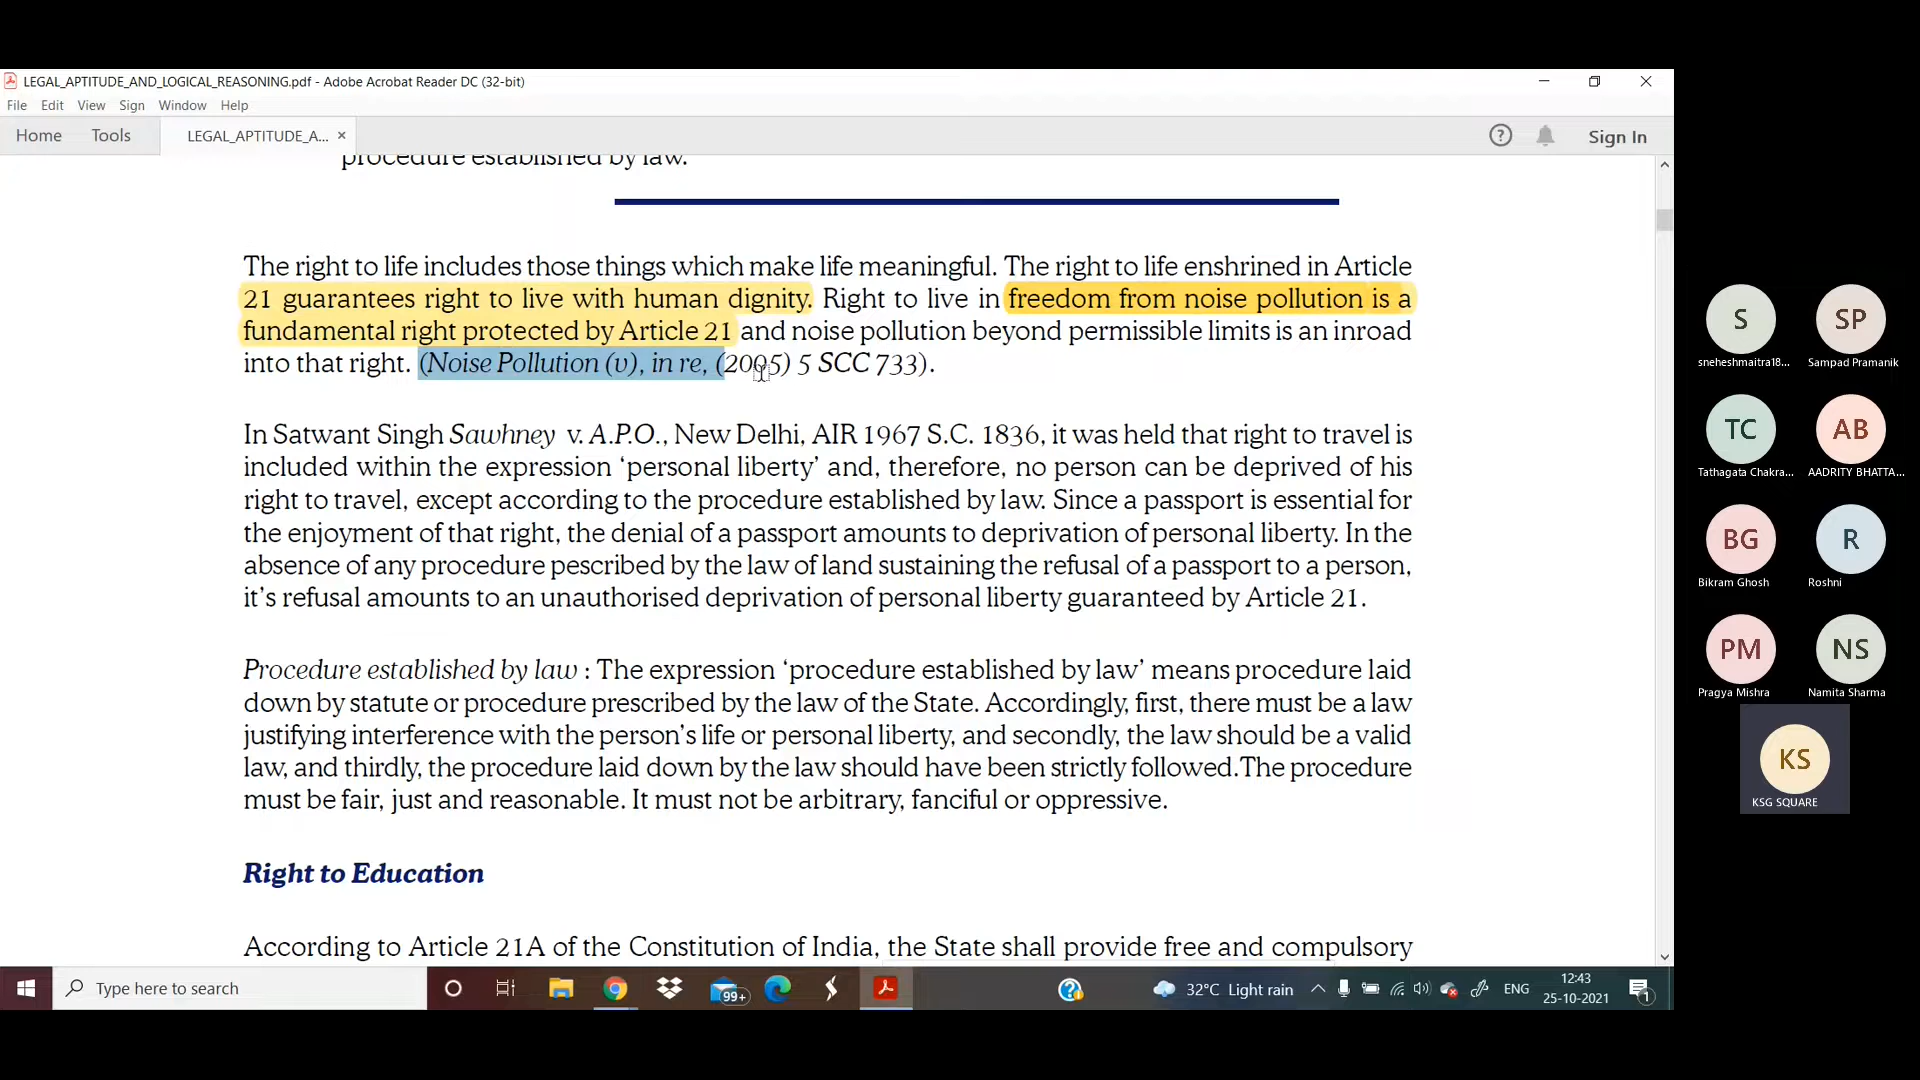 LEGAL_APTITUDE_AND_LOGICAL_REASONING.pdf - Adobe Acrobat Reader DC (32-bit)
File Edit View Sign Window Help
Home Tools LEGAL_APTITUDE_A... × Sign In
procedure established by law.
The right to life includes those things which make life meaningful. The right to life enshrined in Article
21 guarantees right to live with human dignity. Right to live in freedom from noise pollution is a
fundamental right protected by Article 21 and noise pollution beyond permissible limits is an inroad
into that right. (Noise Pollution (v), in re, (2005) 5 SCC 733).
In Satwant Singh Sawhney v. A.P.O., New Delhi, AIR 1967 S.C. 1836, it was held that right to travel is
included within the expression ‘personal liberty’ and, therefore, no person can be deprived of his
right to travel, except according to the procedure established by law. Since a passport is essential for
the enjoyment of that right, the denial of a passport amounts to deprivation of personal liberty. In the
absence of any procedure pescribed by the law of land sustaining the refusal of a passport to a person,
it’s refusal amounts to an unauthorised deprivation of personal liberty guaranteed by Article 21.
Procedure established by law : The expression ‘procedure established by law’ means procedure laid
down by statute or procedure prescribed by the law of the State. Accordingly, first, there must be a law
justifying interference with the person’s life or personal liberty, and secondly, the law should be a valid
law, and thirdly, the procedure laid down by the law should have been strictly followed.The procedure
must be fair, just and reasonable. It must not be arbitrary, fanciful or oppressive.
Right to Education
According to Article 21A of the Constitution of India, the State shall provide free and compulsory
Type here to search
99+
32°C Light rain
ENG
12:43
25-10-2021
1
S SP
sneheshmaitra18... Sampad Pramanik
TC AB
Tathagata Chakra... AADRITY BHATTA...
BG R
Bikram Ghosh Roshni
PM NS
Pragya Mishra Namita Sharma
KS
KSG SQUARE